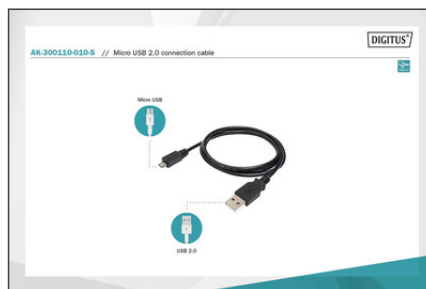 DIGITUS®
AK-300110-010-S // Micro USB 2.0 connection cable
Micro USB
USB 2.0